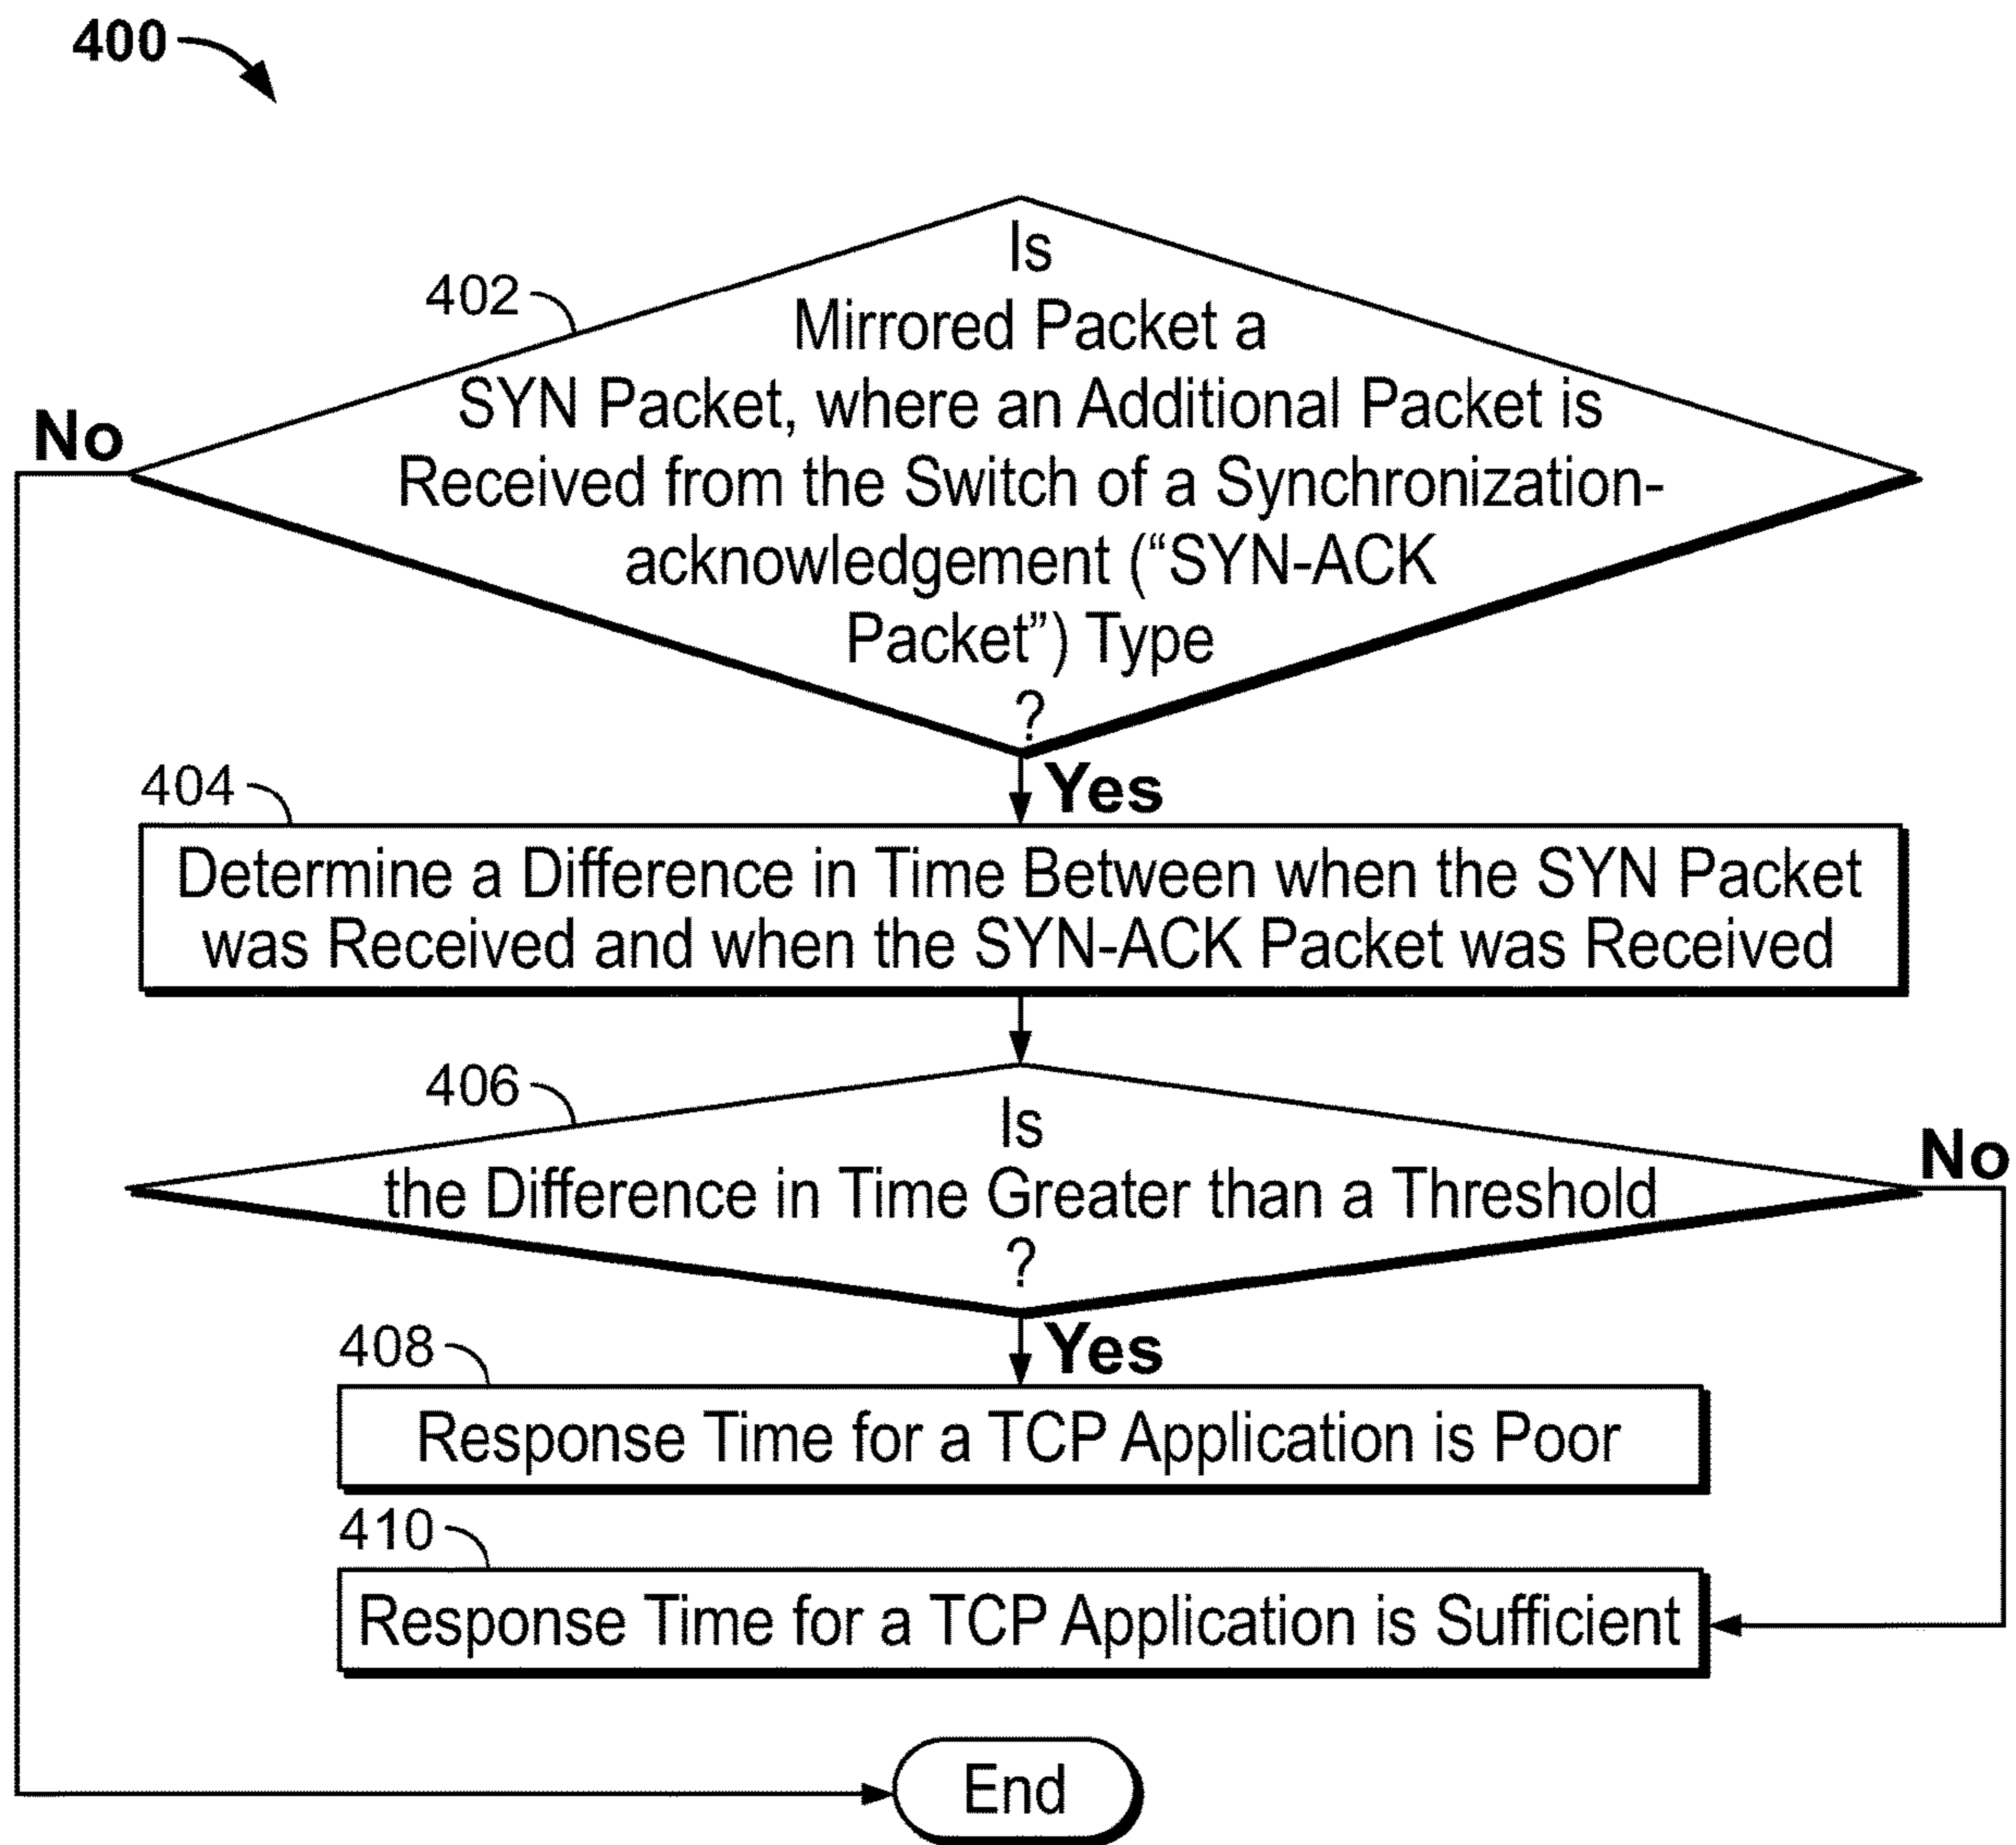 400
402
Is
Mirrored Packet a
SYN Packet, where an Additional Packet is
Received from the Switch of a Synchronization-
acknowledgement (“SYN-ACK
Packet”) Type
?
No
Yes
404
Determine a Difference in Time Between when the SYN Packet
was Received and when the SYN-ACK Packet was Received
406
Is
the Difference in Time Greater than a Threshold
?
No
Yes
408
Response Time for a TCP Application is Poor
410
Response Time for a TCP Application is Sufficient
End